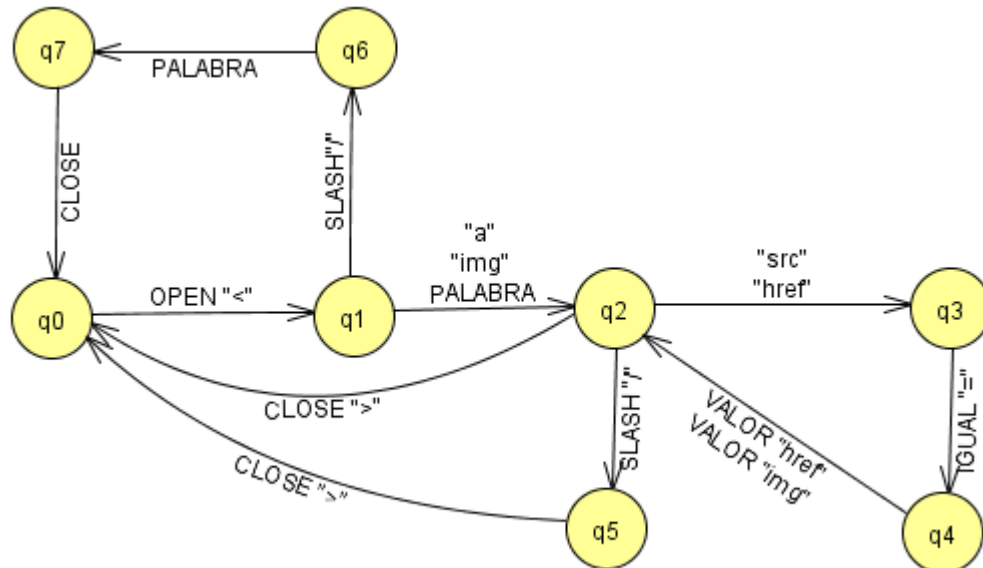 q7
q6
PALABRA
CLOSE
SLASH"/"
"a"
"img"
PALABRA
"src"
"href"
q0
OPEN "<"
q1
q2
q3
CLOSE ">"
SLASH "/"
VALOR "href"
VALOR "img"
IGUAL "="
CLOSE ">"
q5
q4